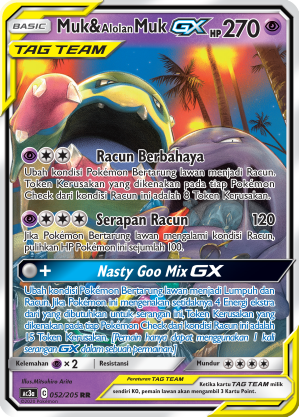 BASIC
Muk&Alolan Muk GX HP 270
TAG TEAM
Racun Berbahaya
Ubah kondisi Pokémon Bertarung lawan menjadi Racun.
Token Kerusakan yang dikenakan pada tiap Pokémon
Check dari kondisi Racun ini adalah 8 Token Kerusakan.
Serapan Racun 120
Jika Pokémon Bertarung lawan mengalami kondisi Racun,
pulihkan HP Pokémon ini sejumlah 100.
+ Nasty Goo Mix GX
Ubah kondisi Pokémon Bertarung lawan menjadi Lumpuh dan
Racun. Jika Pokémon ini mengenakan setidaknya 4 Energi ekstra
dari yang dibutuhkan untuk serangan ini, Token Kerusakan yang
dikenakan pada tiap Pokémon Check dari kondisi Racun ini adalah
15 Token Kerusakan. [Pemain hanya dapat menggunakan 1 kali
serangan GX dalam sebuah permainan.]
Kelemahan × 2 Resistansi Mundur
Illus. Mitsuhiro Arita
Peraturan TAG TEAM
Ketika kartu TAG TEAM milik
sendiri KO, pemain lawan dapat mengambil 3 Kartu Point.
AC3a G 052/205 RR